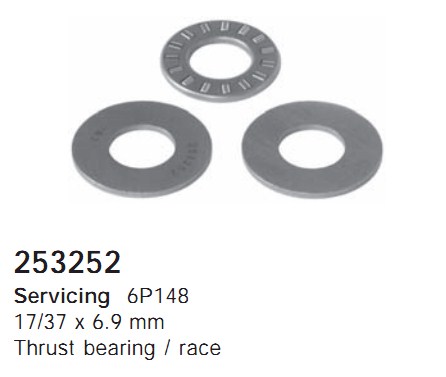 253252
Servicing 6P148
17/37 x 6.9 mm
Thrust bearing / race